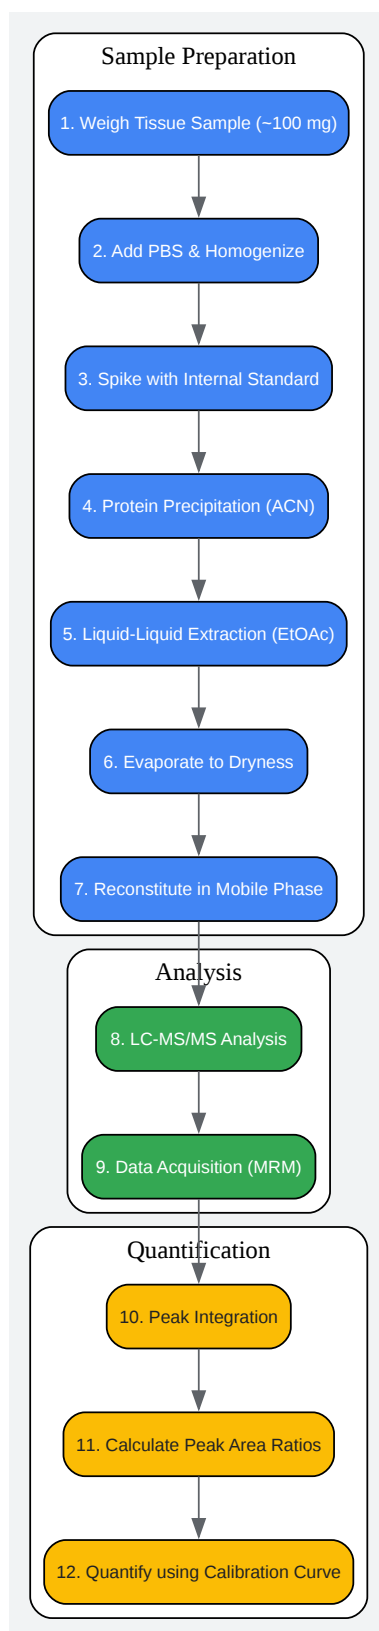 Sample Preparation
1. Weigh Tissue Sample (~100 mg)
2. Add PBS & Homogenize
3. Spike with Internal Standard
4. Protein Precipitation (ACN)
5. Liquid-Liquid Extraction (EtOAc)
6. Evaporate to Dryness
7. Reconstitute in Mobile Phase
Analysis
8. LC-MS/MS Analysis
9. Data Acquisition (MRM)
Quantification
10. Peak Integration
11. Calculate Peak Area Ratios
12. Quantify using Calibration Curve